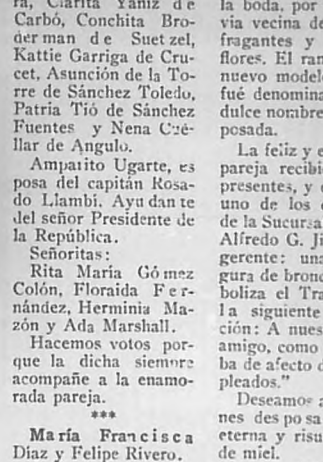 ra, Clarita Yaniz de
Carbó, Conchita Bro-
derman de Suetzel,
Kattie Garriga de Cru-
cet, Asunción de la To-
rre de Sánchez Toledo,
Patria Tió de Sánchez
Fuentes y Nena Cué-
llar de Angulo.
Amparito Ugarte, es
posa del capitán Rosa-
do Llambí. Ayudante
del señor Presidente de
la República.
Señoritas:
Rita María Gómez
Colón, Floraida Fer-
nández, Herminia Ma-
zón y Ada Marshall.
Hacemos votos por-
que la dicha siempre
acompañe a la enamo-
rada pareja.
***
María Francisca
Díaz y Felipe Rivero.
la boda, por
via vecina de
fragantes y
flores. El ram
nuevo model
fué denomina
dulce nombre
posada.
La feliz y e
pareja recibi
presentes, y
uno de los
de la Sucursa
Alfredo G. Ji
gerente: una
gura de bronc
boliza el Tra
la siguiente
ción: A nues
amigo, como
ba de afecto d
pleados."
Deseamos a
nes desposa
eterna y risu
de miel.